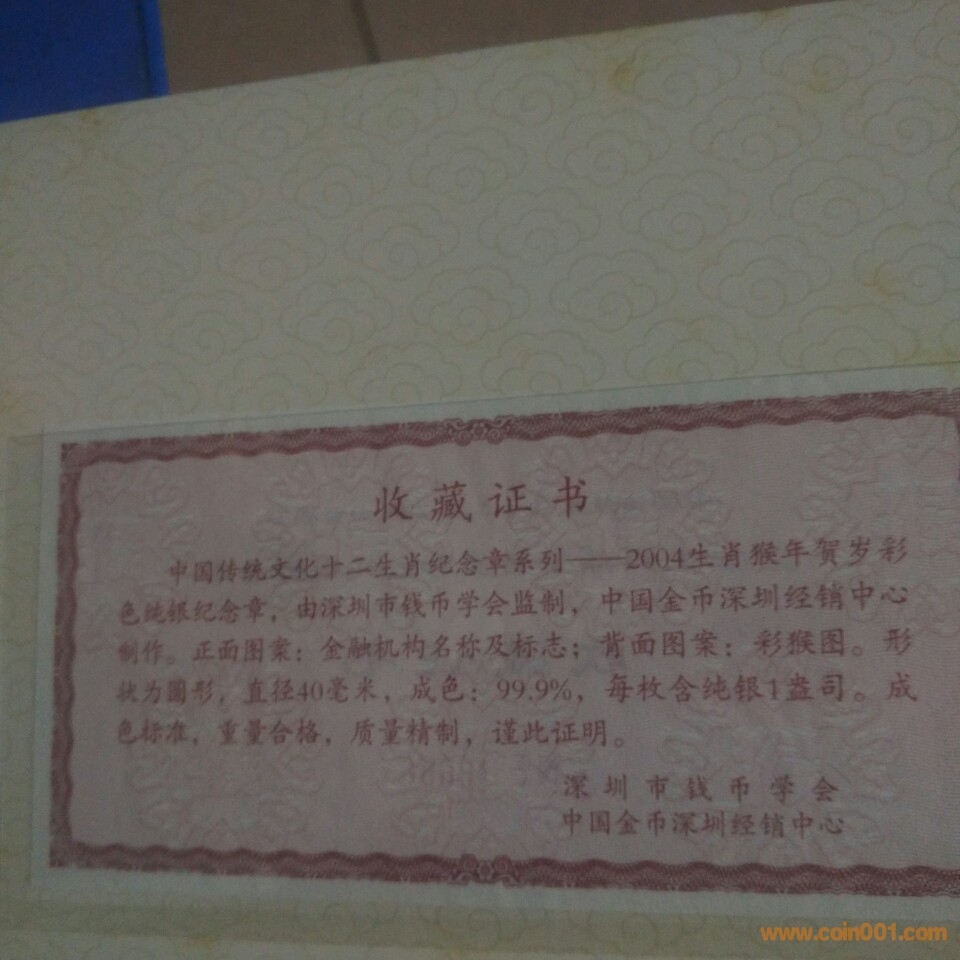 收藏证书
中国传统文化十二生肖纪念章系列——2004生肖猴年贺岁彩
色纯银纪念章，由深圳市钱币学会监制，中国金币深圳经销中心
制作。正面图案：金融机构名称及标志；背面图案：彩猴图。形
状为圆形，直径40毫米，成色：99.9%，每枚含纯银1盎司。成
色标准，重量合格，质量精制，谨此证明。
深圳市钱币学会
中国金币深圳经销中心
www.coin001.com